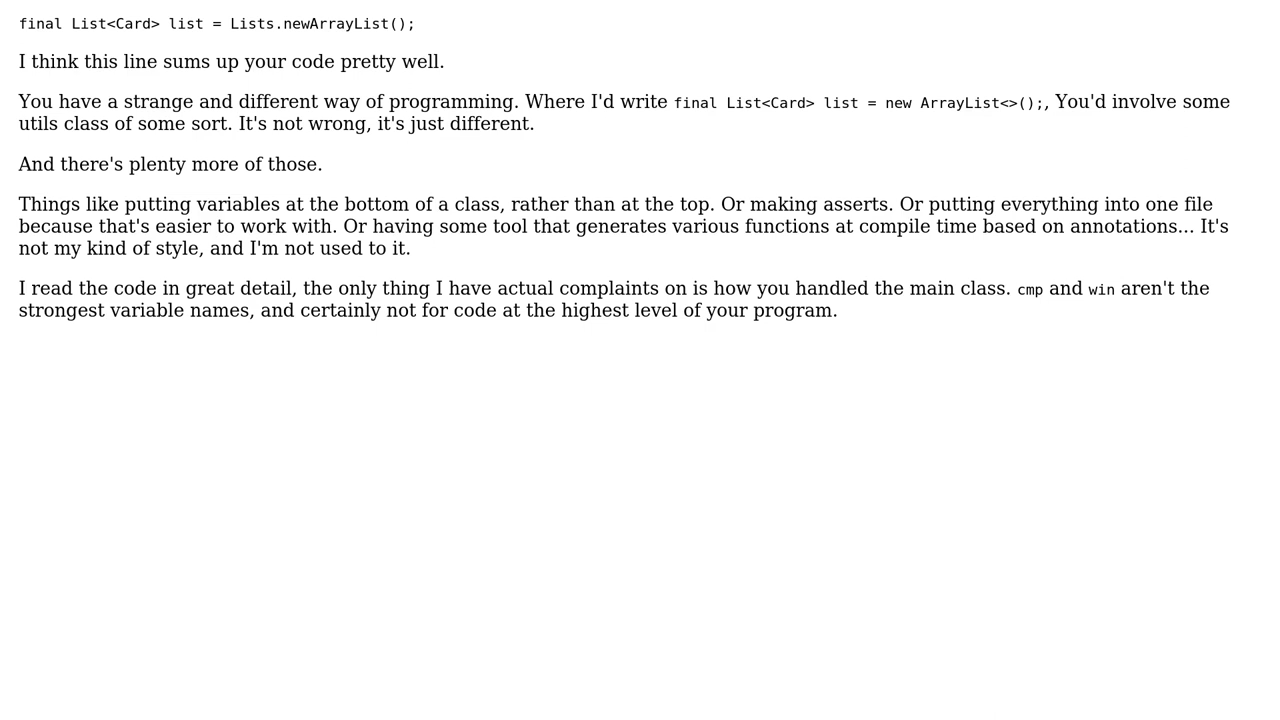 final List<Card> list = Lists.newArrayList();
I think this line sums up your code pretty well.
You have a strange and different way of programming. Where I'd write final List<Card> list = new ArrayList<>();, You'd involve some
utils class of some sort. It's not wrong, it's just different.
And there's plenty more of those.
Things like putting variables at the bottom of a class, rather than at the top. Or making asserts. Or putting everything into one file
because that's easier to work with. Or having some tool that generates various functions at compile time based on annotations... It's
not my kind of style, and I'm not used to it.
I read the code in great detail, the only thing I have actual complaints on is how you handled the main class. cmp and win aren't the
strongest variable names, and certainly not for code at the highest level of your program.